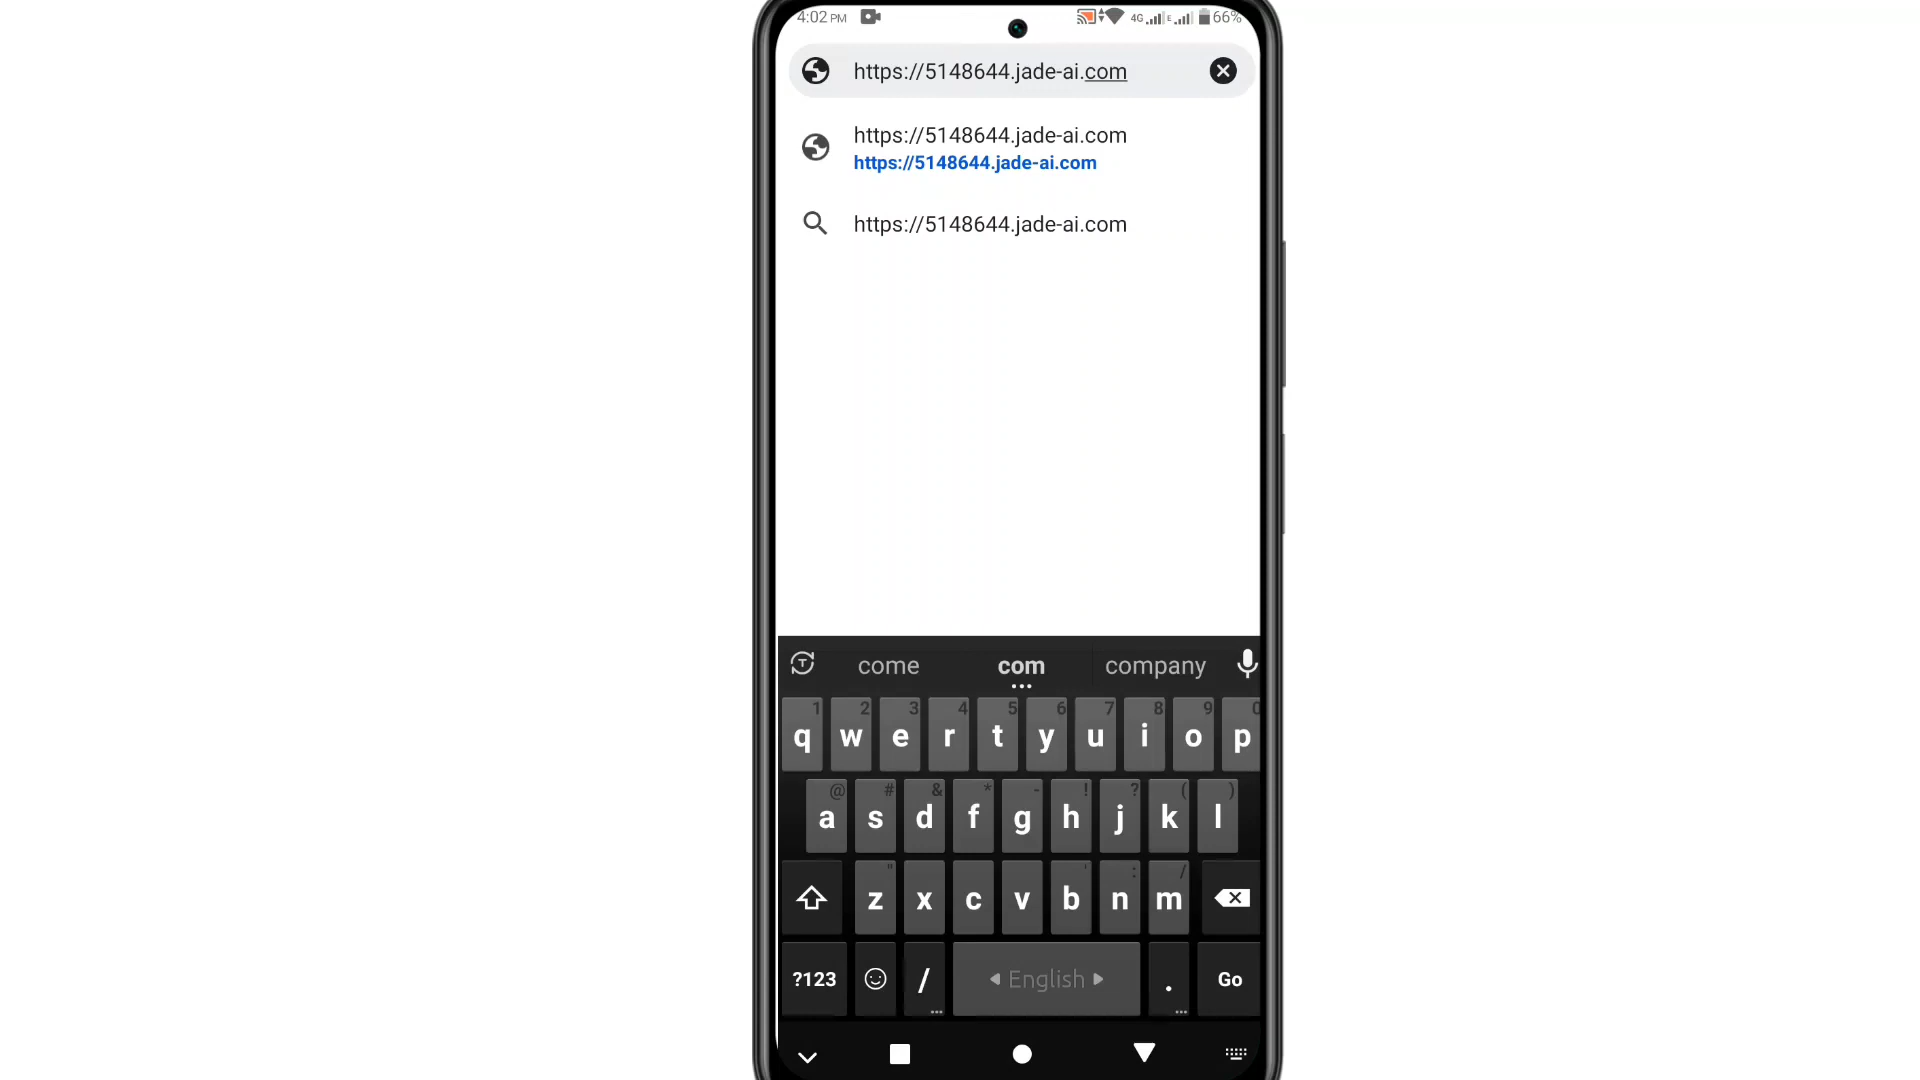 4:02 PM
4G E 66%
https://5148644.jade-ai.com
https://5148644.jade-ai.com
https://5148644.jade-ai.com
https://5148644.jade-ai.com
T come com company
1 2 3 4 5 6 7 8 9 0
q w e r t y u i o p
@ # & * - ! ? ( )
a s d f g h j k l
" ' : /
z x c v b n m
?123 / English . Go